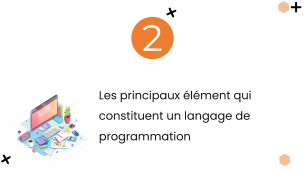 2
Les principaux élément qui
constituent un langage de
programmation